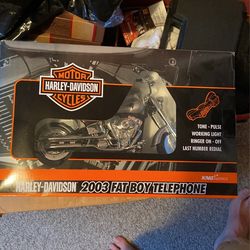 MOTOR
HARLEY-DAVIDSON
CYCLES
TONE - PULSE
WORKING LIGHT
RINGER ON - OFF
LAST NUMBER REDIAL
HARLEY-DAVIDSON 2003 FAT BOY TELEPHONE